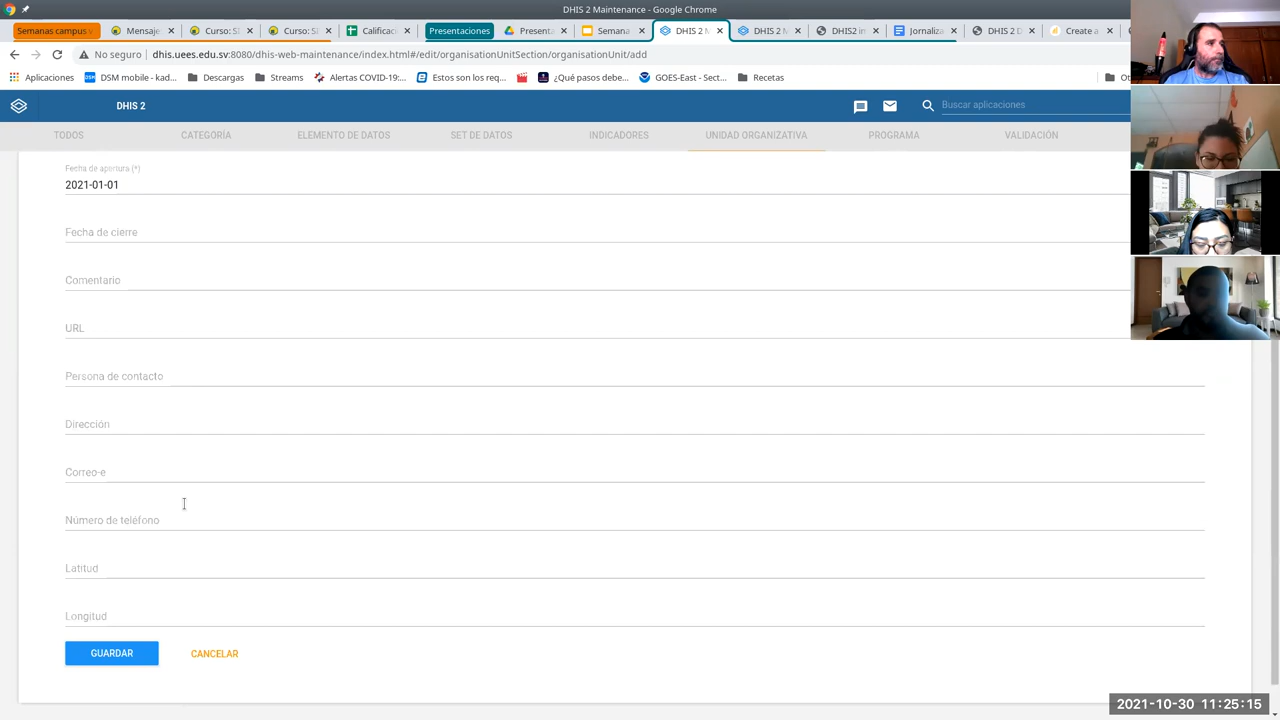 DHIS 2 Maintenance - Google Chrome
Semanas campus v
Mensaje
Curso: SI
Curso: SI
Calificaci
Presentaciones
Present
Semana
DHIS 2 M
DHIS 2 M
DHIS2 in
Jornaliza
DHIS 2 D
Create a
No seguro
dhis.uees.edu.sv:8080/dhis-web-maintenance/index.html#/edit/organisationUnitSection/organisationUnit/add
Aplicaciones
DSM mobile - kad...
Descargas
Streams
Alertas COVID-19:...
Estos son los req...
¿Qué pasos debe...
GOES-East - Sect...
Recetas
DHIS 2
Buscar aplicaciones
TODOS
CATEGORÍA
ELEMENTO DE DATOS
SET DE DATOS
INDICADORES
UNIDAD ORGANIZATIVA
PROGRAMA
VALIDACIÓN
Fecha de apertura (*)
2021-01-01
Fecha de cierre
Comentario
URL
Persona de contacto
Dirección
Correo-e
Número de teléfono
Latitud
Longitud
GUARDAR
CANCELAR
2021-10-30 11:25:15